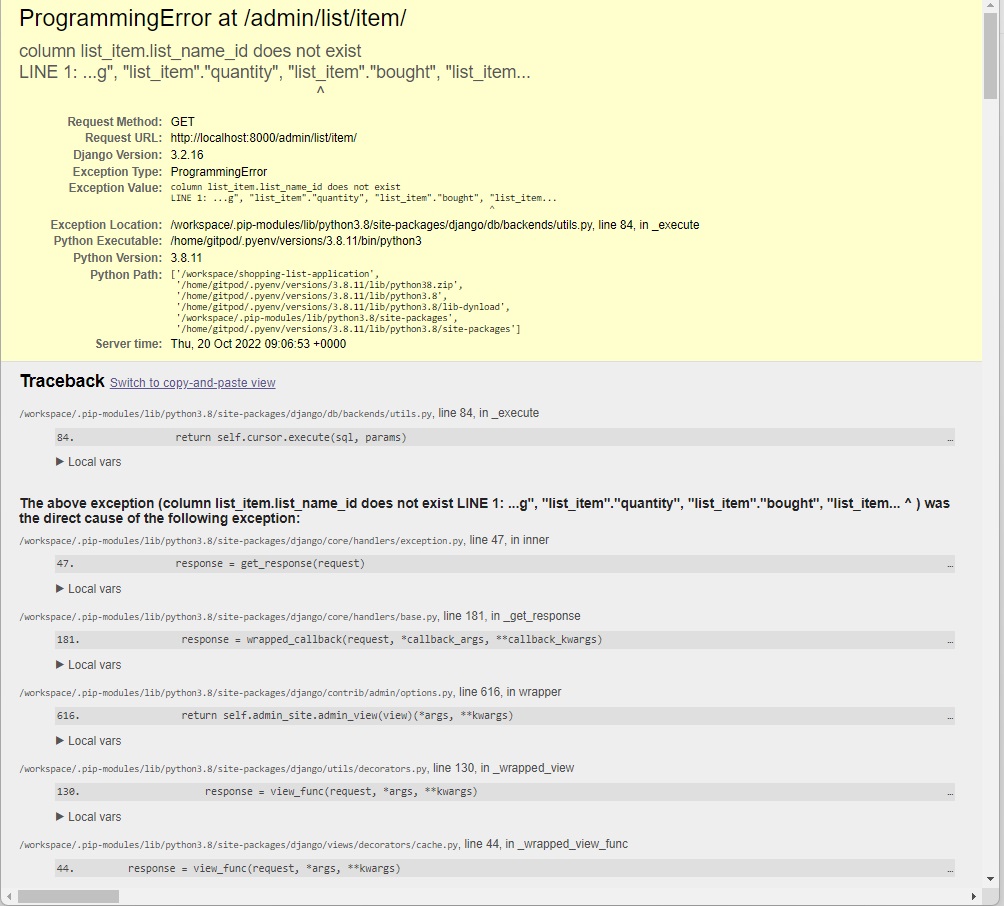 ProgrammingError at /admin/list/item/
column list_item.list_name_id does not exist
LINE 1: ...g", "list_item"."quantity", "list_item"."bought", "list_item...
^
Request Method: GET
Request URL: http://localhost:8000/admin/list/item/
Django Version: 3.2.16
Exception Type: ProgrammingError
Exception Value: column list_item.list_name_id does not exist
LINE 1: ...g", "list_item"."quantity", "list_item"."bought", "list_item...
^
Exception Location: /workspace/.pip-modules/lib/python3.8/site-packages/django/db/backends/utils.py, line 84, in _execute
Python Executable: /home/gitpod/.pyenv/versions/3.8.11/bin/python3
Python Version: 3.8.11
Python Path: ['/workspace/shopping-list-application',
'/home/gitpod/.pyenv/versions/3.8.11/lib/python38.zip',
'/home/gitpod/.pyenv/versions/3.8.11/lib/python3.8',
'/home/gitpod/.pyenv/versions/3.8.11/lib/python3.8/lib-dynload',
'/workspace/.pip-modules/lib/python3.8/site-packages',
'/home/gitpod/.pyenv/versions/3.8.11/lib/python3.8/site-packages']
Server time: Thu, 20 Oct 2022 09:06:53 +0000
Traceback Switch to copy-and-paste view
/workspace/.pip-modules/lib/python3.8/site-packages/django/db/backends/utils.py, line 84, in _execute
84. return self.cursor.execute(sql, params) …
▶ Local vars
The above exception (column list_item.list_name_id does not exist LINE 1: ...g", "list_item"."quantity", "list_item"."bought", "list_item... ^ ) was
the direct cause of the following exception:
/workspace/.pip-modules/lib/python3.8/site-packages/django/core/handlers/exception.py, line 47, in inner
47. response = get_response(request) …
▶ Local vars
/workspace/.pip-modules/lib/python3.8/site-packages/django/core/handlers/base.py, line 181, in _get_response
181. response = wrapped_callback(request, *callback_args, **callback_kwargs) …
▶ Local vars
/workspace/.pip-modules/lib/python3.8/site-packages/django/contrib/admin/options.py, line 616, in wrapper
616. return self.admin_site.admin_view(view)(*args, **kwargs) …
▶ Local vars
/workspace/.pip-modules/lib/python3.8/site-packages/django/utils/decorators.py, line 130, in _wrapped_view
130. response = view_func(request, *args, **kwargs) …
▶ Local vars
/workspace/.pip-modules/lib/python3.8/site-packages/django/views/decorators/cache.py, line 44, in _wrapped_view_func
44. response = view_func(request, *args, **kwargs) …